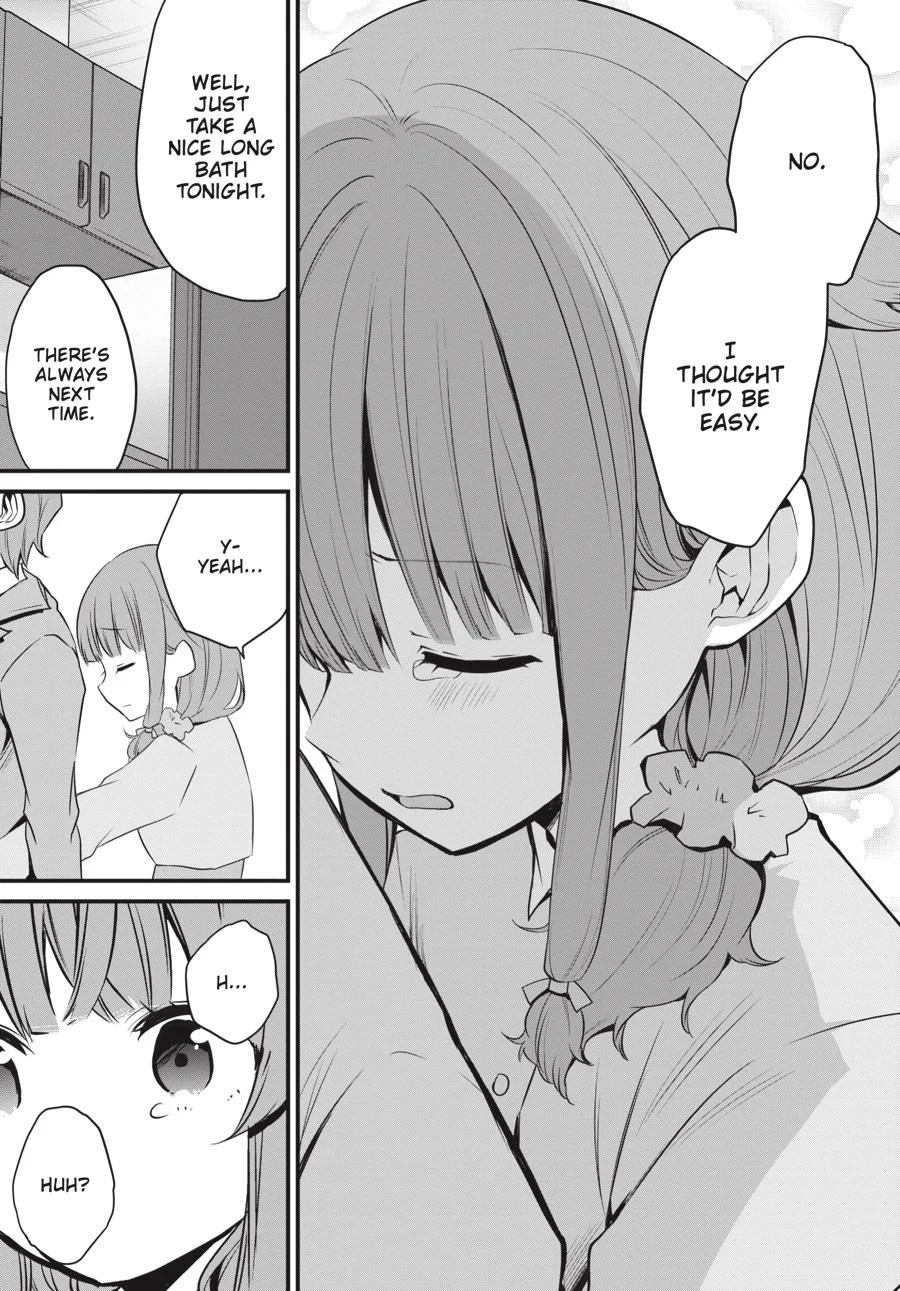 NO.
I
THOUGHT
IT'D BE
EASY.
WELL,
JUST
TAKE A
NICE LONG
BATH
TONIGHT.
THERE'S
ALWAYS
NEXT
TIME.
Y-
YEAH...
H...
HUH?